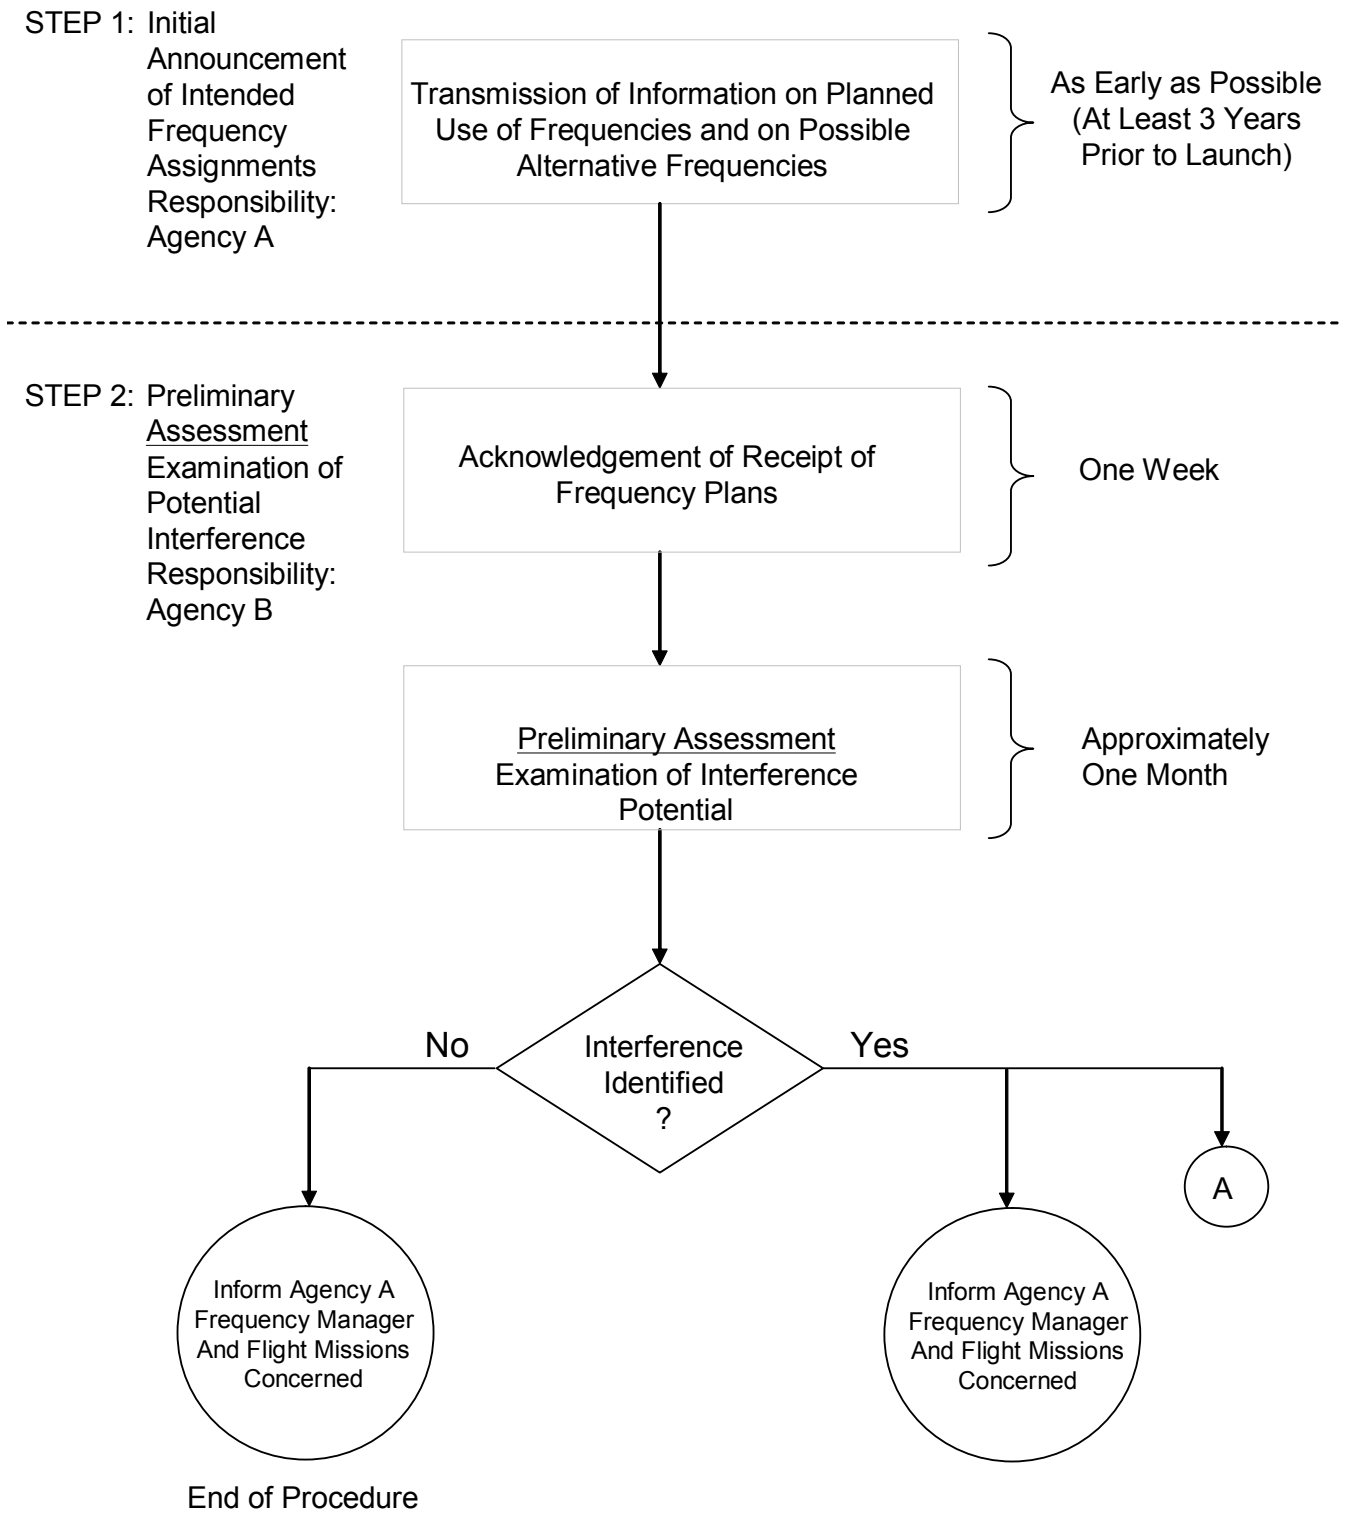 STEP 1: Initial
Announcement
of Intended
Frequency
Assignments
Responsibility:
Agency A
Transmission of Information on Planned
Use of Frequencies and on Possible
Alternative Frequencies
As Early as Possible
(At Least 3 Years
Prior to Launch)
STEP 2: Preliminary
Assessment
Examination of
Potential
Interference
Responsibility:
Agency B
Acknowledgement of Receipt of
Frequency Plans
One Week
Preliminary Assessment
Examination of Interference
Potential
Approximately
One Month
No
Interference
Identified
?
Yes
A
Inform Agency A
Frequency Manager
And Flight Missions
Concerned
Inform Agency A
Frequency Manager
And Flight Missions
Concerned
End of Procedure